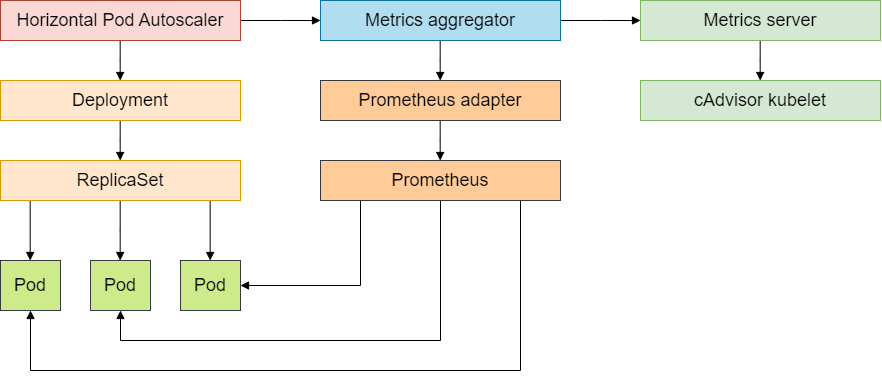 Horizontal Pod Autoscaler
Metrics aggregator
Metrics server
Deployment
Prometheus adapter
cAdvisor kubelet
ReplicaSet
Prometheus
Pod
Pod
Pod